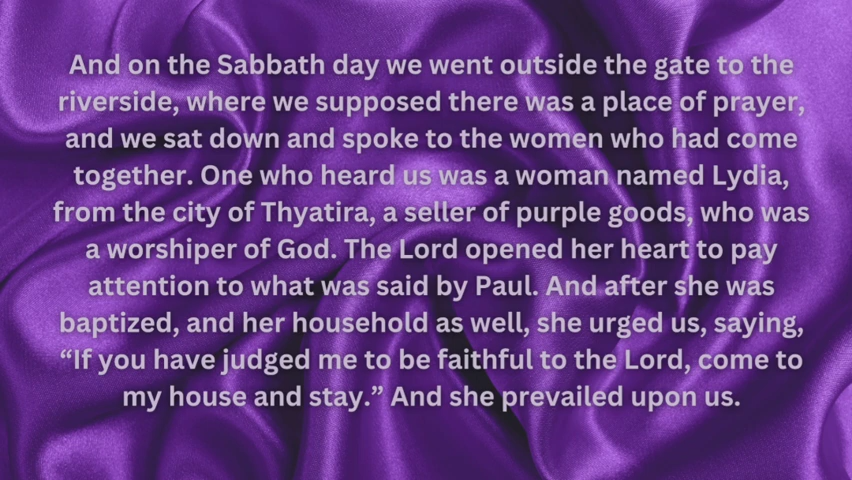 And on the Sabbath day we went outside the gate to the
riverside, where we supposed there was a place of prayer,
and we sat down and spoke to the women who had come
together. One who heard us was a woman named Lydia,
from the city of Thyatira, a seller of purple goods, who was
a worshiper of God. The Lord opened her heart to pay
attention to what was said by Paul. And after she was
baptized, and her household as well, she urged us, saying,
“If you have judged me to be faithful to the Lord, come to
my house and stay.” And she prevailed upon us.